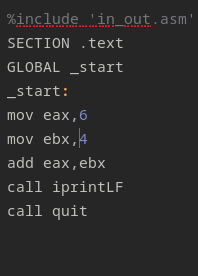 %include 'in_out.asm'
SECTION .text
GLOBAL _start
_start:
mov eax,6
mov ebx,4
add eax,ebx
call iprintLF
call quit